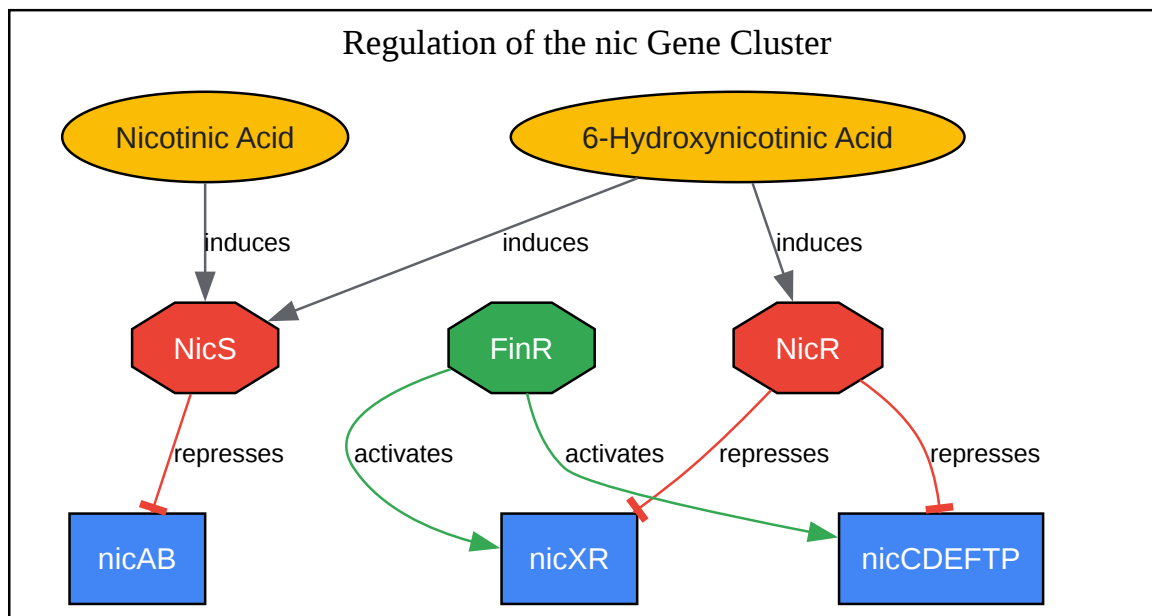 Regulation of the nic Gene Cluster
Nicotinic Acid
6-Hydroxynicotinic Acid
induces
induces
induces
NicS
FinR
NicR
represses
activates
activates
represses
represses
nicAB
nicXR
nicCDEFTP